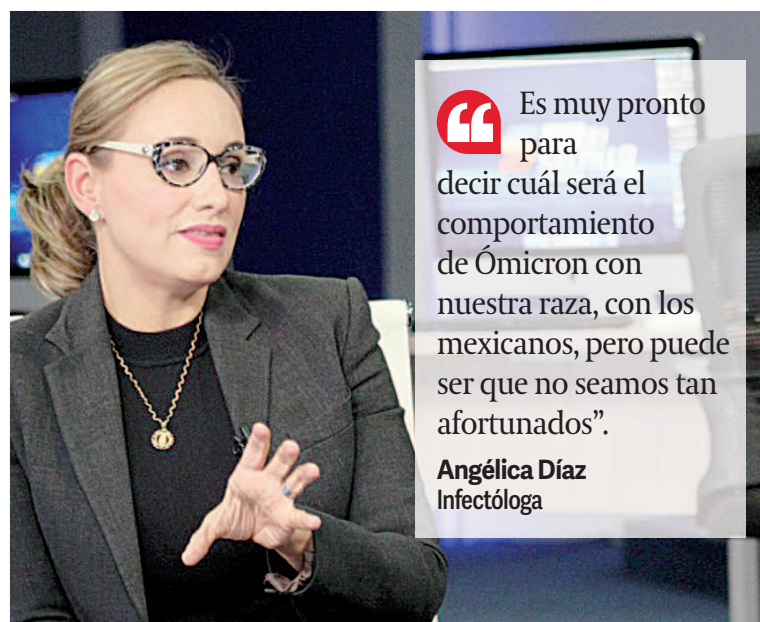 Es muy pronto
para
decir cuál será el
comportamiento
de Ómicron con
nuestra raza, con los
mexicanos, pero puede
ser que no seamos tan
afortunados”.
Angélica Díaz
Infectóloga